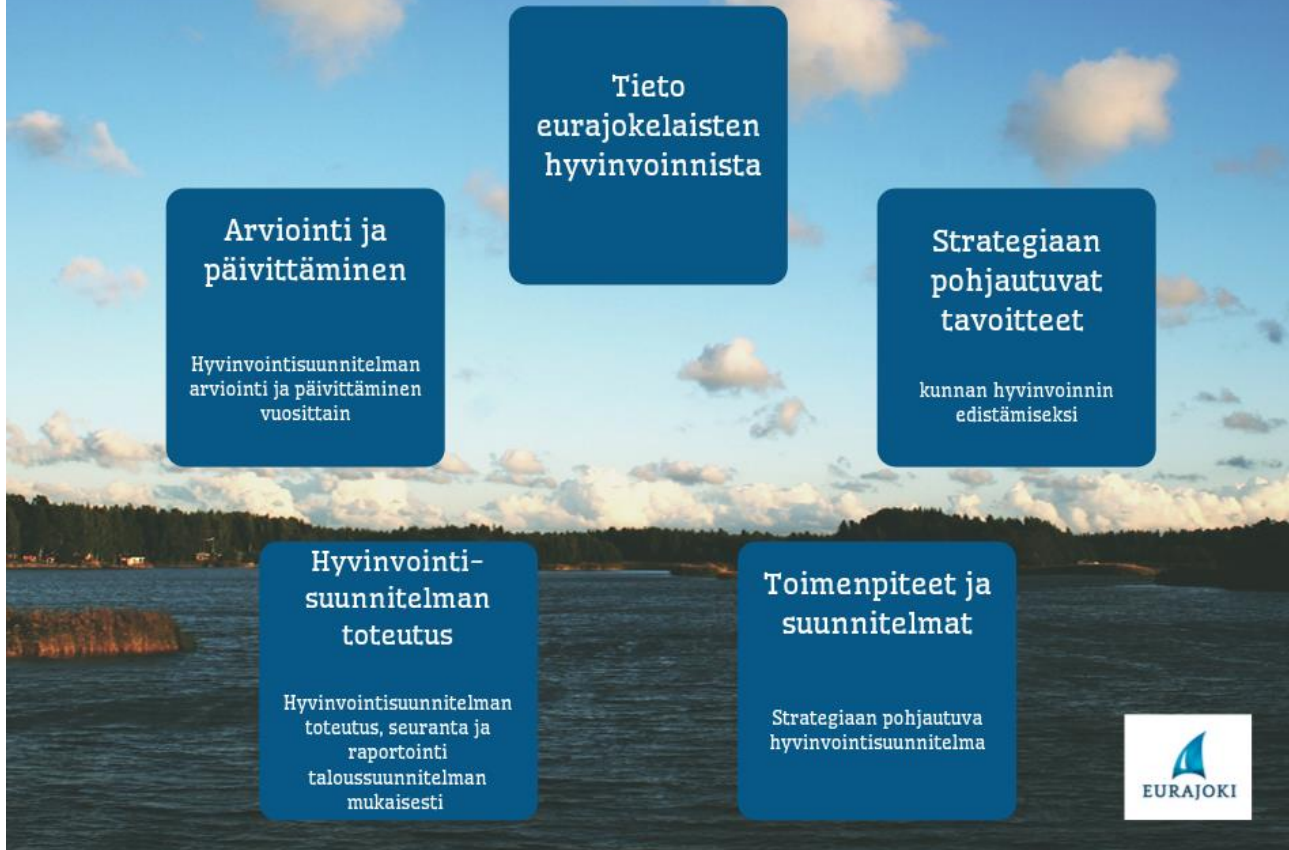 Tieto
eurajokelaisten
hyvinvoinnista
Arviointi ja
päivittäminen
Hyvinvointisuunnitelman
arviointi ja päivittäminen
vuosittain
Strategiaan
pohjautuvat
tavoitteet
kunnan hyvinvoinnin
edistämiseksi
Hyvinvointi-
suunnitelman
toteutus
Hyvinvointisuunnitelman
toteutus, seuranta ja
raportointi
taloussuunnitelman
mukaisesti
Toimenpiteet ja
suunnitelmat
Strategiaan pohjautuva
hyvinvointisuunnitelma
EURAJOKI